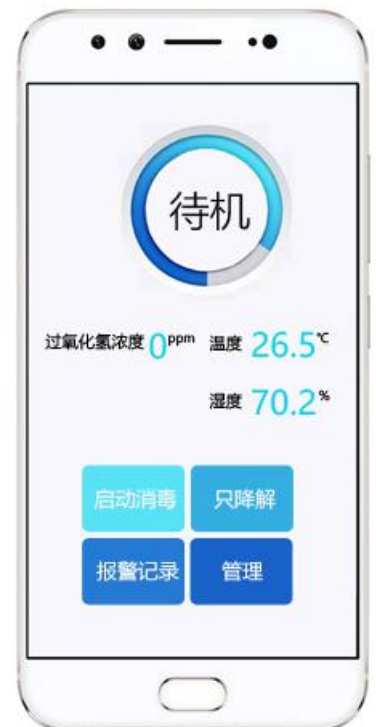 待机
过氧化氢浓度 0ppm 温度 26.5℃
湿度 70.2%
启动消毒 只降解
报警记录 管理